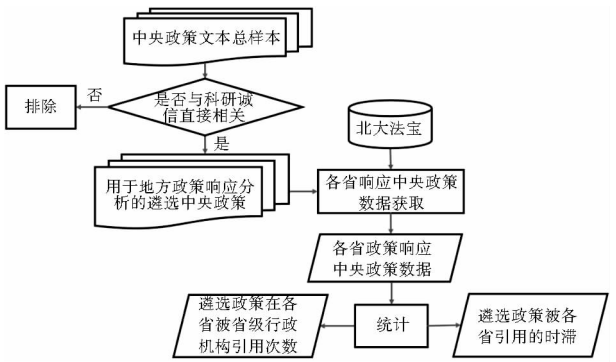 中央政策文本总样本
是否与科研诚
信直接相关
否
排除
是
用于地方政策响应分
析的遴选中央政策
北大法宝
各省响应中央政策
数据获取
各省政策响应
中央政策数据
遴选政策在各
省被省级行政
机构引用次数
统计
遴选政策被各
省引用的时滞